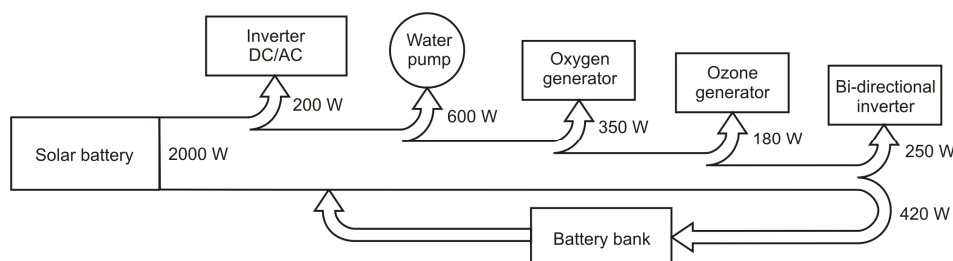 Inverter
DC/AC
Water
pump
Oxygen
generator
Ozone
generator
Bi-directional
inverter
200 W
600 W
350 W
180 W
250 W
Solar battery
2000 W
420 W
Battery bank